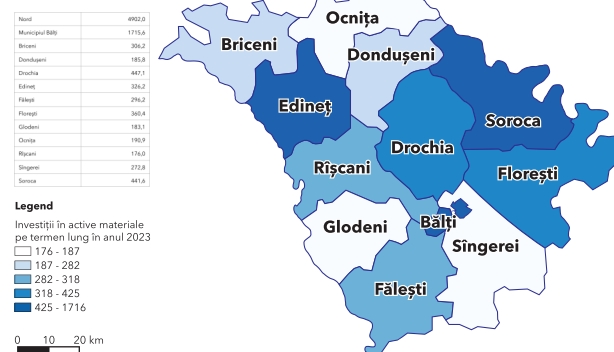 Nord 4902,0
Municipiul Bălți 1715,6
Briceni 306,2
Dondușeni 185,8
Drochia 447,1
Edineț 326,2
Fălești 296,2
Florești 360,4
Glodeni 183,1
Ocnița 190,9
Rîșcani 176,0
Sîngerei 272,8
Soroca 441,6
Legend
Investiții în active materiale
pe termen lung în anul 2023
176 - 187
187 - 282
282 - 318
318 - 425
425 - 1716
0 10 20 km
Ocnița
Briceni
Dondușeni
Edineț
Soroca
Drochia
Rîșcani
Florești
Glodeni
Bălți
Sîngerei
Fălești